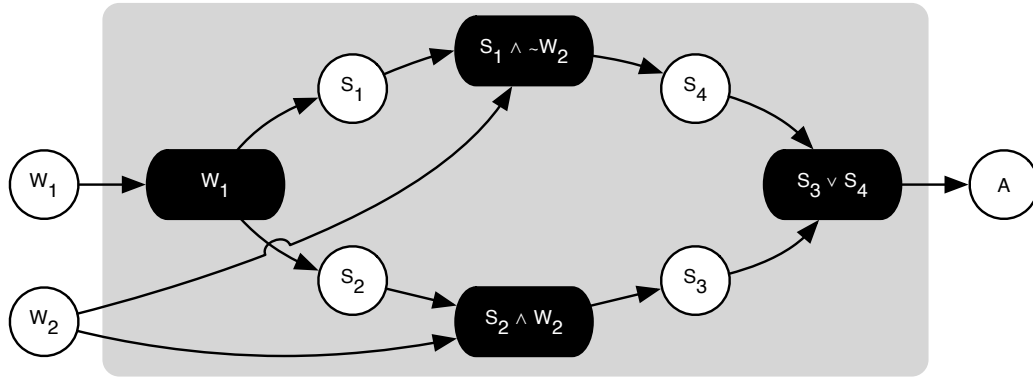 S1 ∧ ~W2
S1
S4
W1
W1
S3 ∨ S4
A
S2
S3
W2
S2 ∧ W2